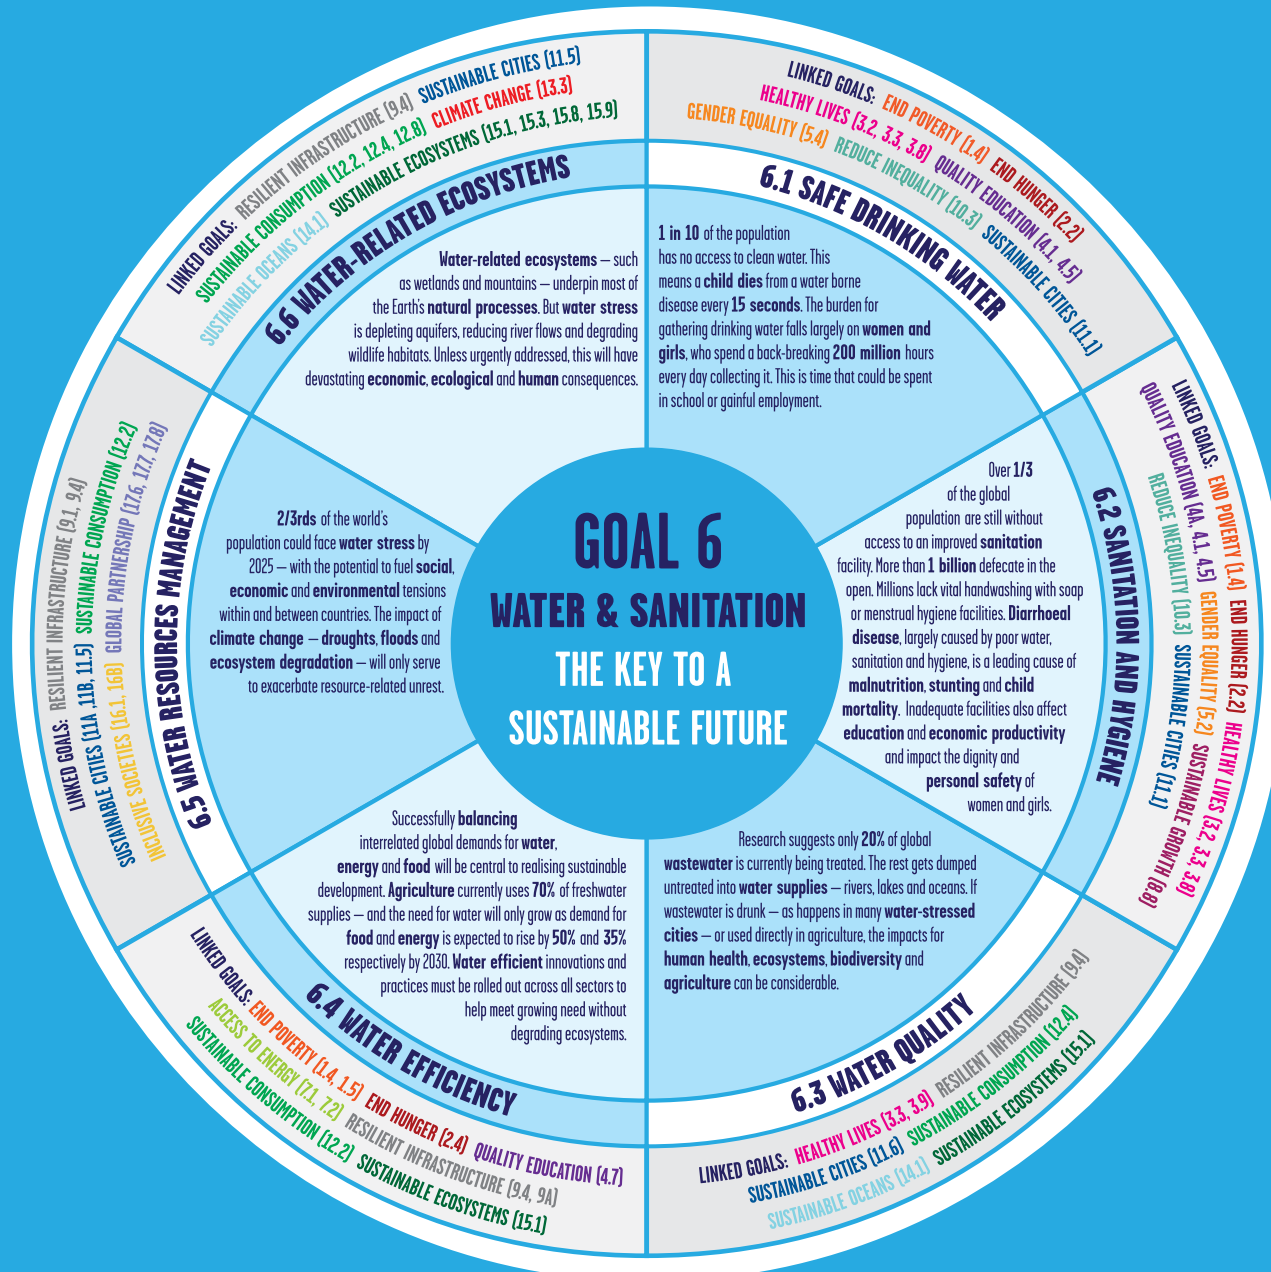 GOAL 6
WATER & SANITATION
THE KEY TO A
SUSTAINABLE FUTURE
LINKED GOALS: END POVERTY (1.4) END HUNGER (2.2)
HEALTHY LIVES (3.2, 3.3, 3.8) QUALITY EDUCATION (4.1, 4.5)
GENDER EQUALITY (5.4) REDUCE INEQUALITY (10.3) SUSTAINABLE CITIES (11.1)
6.1 SAFE DRINKING WATER
1 in 10 of the population
has no access to clean water. This
means a child dies from a water borne
disease every 15 seconds. The burden for
gathering drinking water falls largely on women and
girls, who spend a back-breaking 200 million hours
every day collecting it. This is time that could be spent
in school or gainful employment.
LINKED GOALS: END POVERTY (1.4) END HUNGER (2.2) HEALTHY LIVES (3.2, 3.3, 3.8)
QUALITY EDUCATION (4A, 4.1, 4.5) GENDER EQUALITY (5.2) SUSTAINABLE GROWTH (8.8)
REDUCE INEQUALITY (10.3) SUSTAINABLE CITIES (11.1)
6.2 SANITATION AND HYGIENE
Over 1/3
of the global
population are still without
access to an improved sanitation
facility. More than 1 billion defecate in the
open. Millions lack vital handwashing with soap
or menstrual hygiene facilities. Diarrhoeal
disease, largely caused by poor water,
sanitation and hygiene, is a leading cause of
malnutrition, stunting and child
mortality. Inadequate facilities also affect
education and economic productivity
and impact the dignity and
personal safety of
women and girls.
6.3 WATER QUALITY
Research suggests only 20% of global
wastewater is currently being treated. The rest gets dumped
untreated into water supplies – rivers, lakes and oceans. If
wastewater is drunk – as happens in many water-stressed
cities – or used directly in agriculture, the impacts for
human health, ecosystems, biodiversity and
agriculture can be considerable.
LINKED GOALS: HEALTHY LIVES (3.3, 3.9) RESILIENT INFRASTRUCTURE (9.4)
SUSTAINABLE CITIES (11.6) SUSTAINABLE CONSUMPTION (12.4)
SUSTAINABLE OCEANS (14.1) SUSTAINABLE ECOSYSTEMS (15.1)
6.4 WATER EFFICIENCY
Successfully balancing
interrelated global demands for water,
energy and food will be central to realising sustainable
development. Agriculture currently uses 70% of freshwater
supplies – and the need for water will only grow as demand for
food and energy is expected to rise by 50% and 35%
respectively by 2030. Water efficient innovations and
practices must be rolled out across all sectors to
help meet growing need without
degrading ecosystems.
LINKED GOALS: END POVERTY (1.4, 1.5) END HUNGER (2.4) QUALITY EDUCATION (4.7)
ACCESS TO ENERGY (7.1, 7.2) RESILIENT INFRASTRUCTURE (9.4, 9A)
SUSTAINABLE CONSUMPTION (12.2) SUSTAINABLE ECOSYSTEMS (15.1)
6.5 WATER RESOURCES MANAGEMENT
2/3rds of the world's
population could face water stress by
2025 – with the potential to fuel social,
economic and environmental tensions
within and between countries. The impact of
climate change – droughts, floods and
ecosystem degradation – will only serve
to exacerbate resource-related unrest.
LINKED GOALS: RESILIENT INFRASTRUCTURE (9.1, 9.4)
SUSTAINABLE CITIES (11A ,11B, 11.5) SUSTAINABLE CONSUMPTION (12.2)
INCLUSIVE SOCIETIES (16.1, 16B) GLOBAL PARTNERSHIP (17.6, 17.7, 17.8)
LINKED GOALS: RESILIENT INFRASTRUCTURE (9.4) SUSTAINABLE CITIES (11.5)
SUSTAINABLE CONSUMPTION (12.2, 12.4, 12.8) CLIMATE CHANGE (13.3)
SUSTAINABLE OCEANS (14.1) SUSTAINABLE ECOSYSTEMS (15.1, 15.3, 15.8, 15.9)
6.6 WATER-RELATED ECOSYSTEMS
Water-related ecosystems – such
as wetlands and mountains – underpin most of
the Earth's natural processes. But water stress
is depleting aquifers, reducing river flows and degrading
wildlife habitats. Unless urgently addressed, this will have
devastating economic, ecological and human consequences.